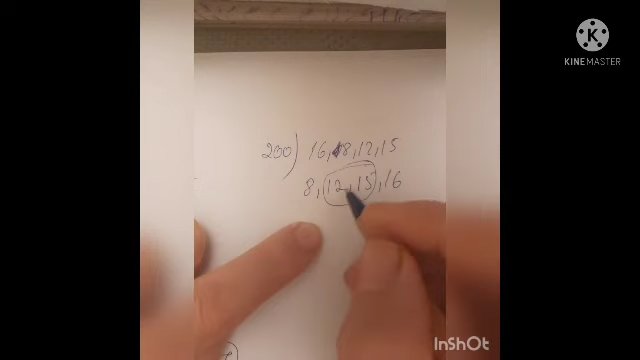 KINEMASTER
200) 16, 8, 12, 15
8, 12, 15, 16
InShOt